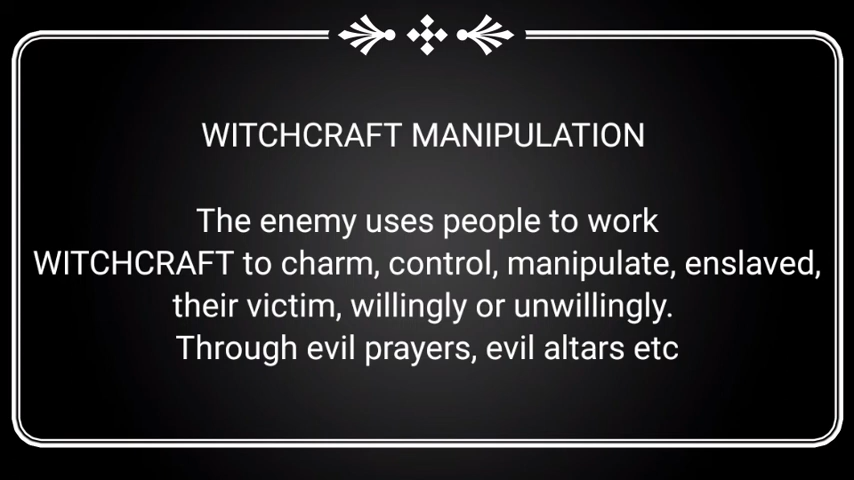 WITCHCRAFT MANIPULATION
The enemy uses people to work
WITCHCRAFT to charm, control, manipulate, enslaved,
their victim, willingly or unwillingly.
Through evil prayers, evil altars etc